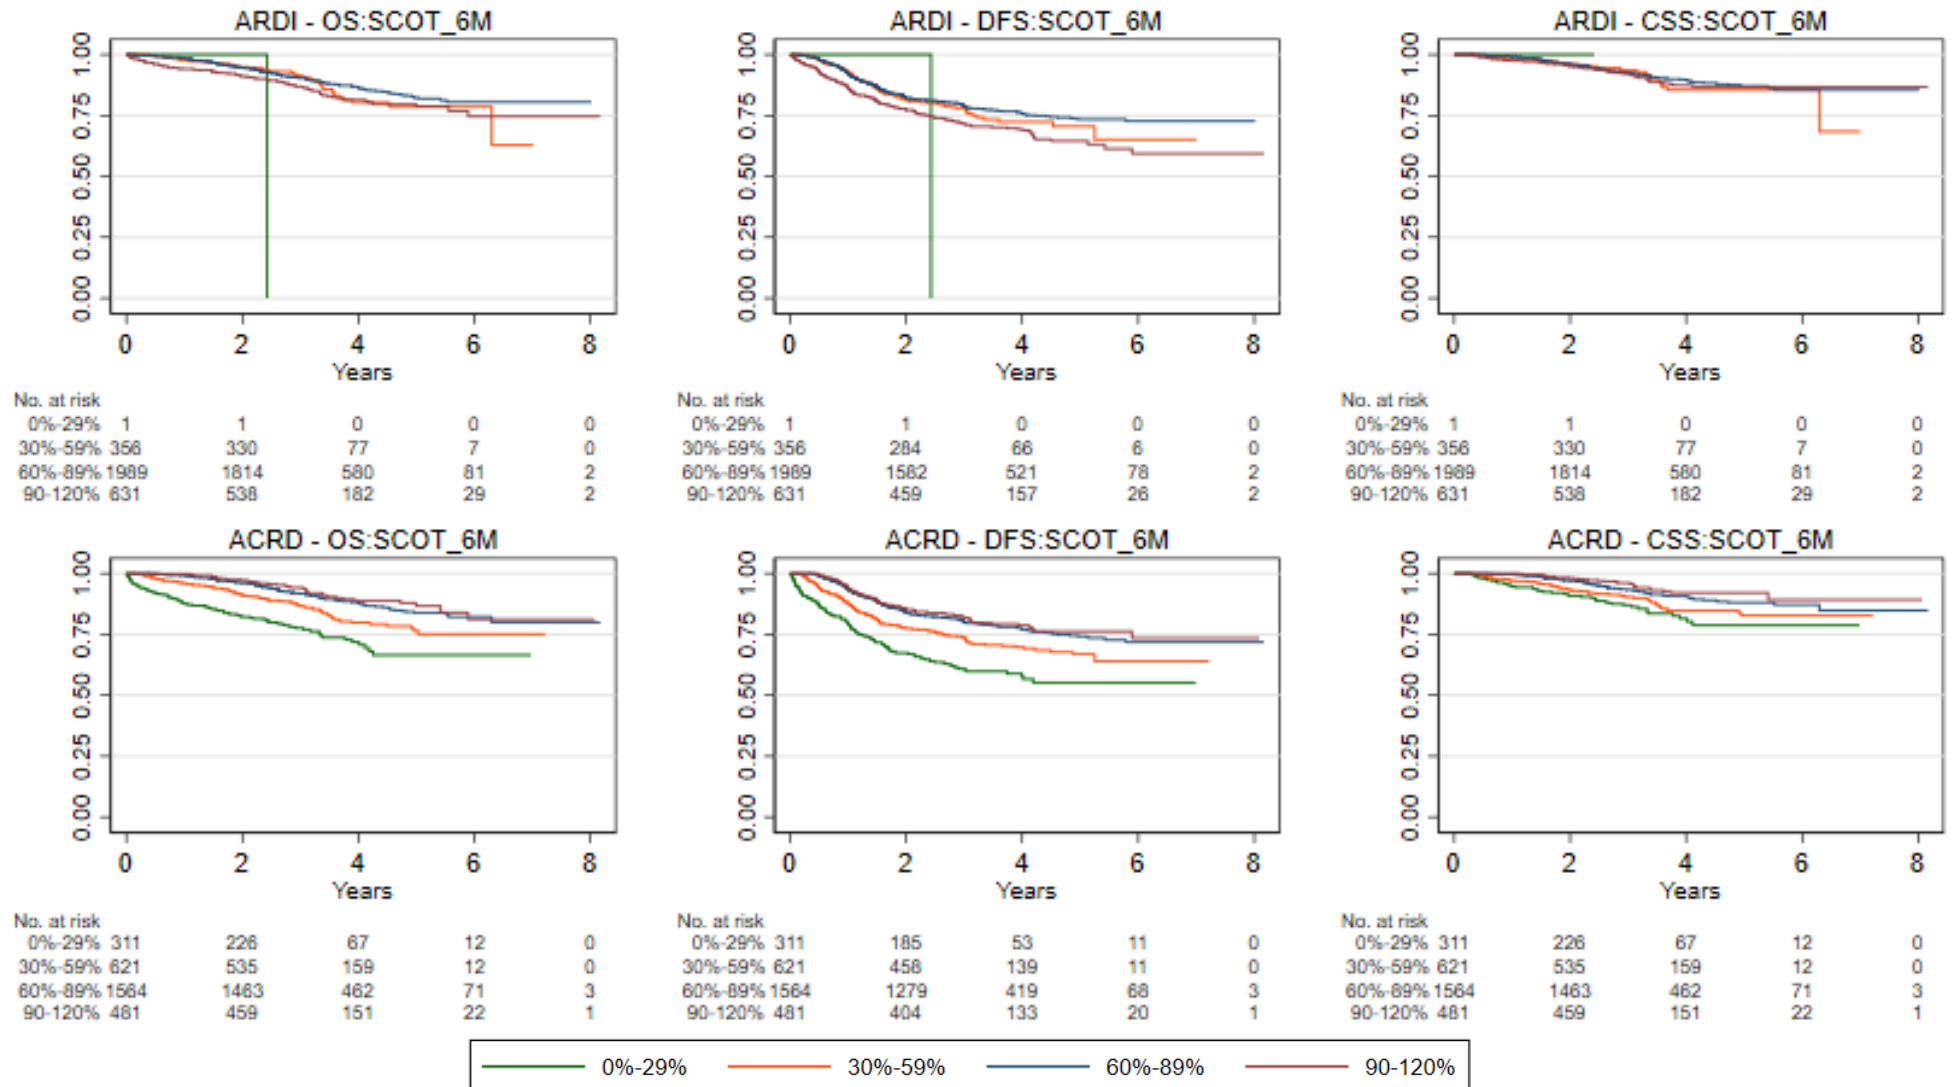 ARDI - OS:SCOT_6M
1.00
0.75
0.50
0.25
0.00
0 2 4 6 8
Years
No. at risk
0%-29% 1 1 0 0 0
30%-59% 356 330 77 7 0
60%-89% 1989 1814 580 81 2
90-120% 631 538 182 29 2
ARDI - DFS:SCOT_6M
1.00
0.75
0.50
0.25
0.00
0 2 4 6 8
Years
No. at risk
0%-29% 1 1 0 0 0
30%-59% 356 284 66 6 0
60%-89% 1989 1582 521 78 2
90-120% 631 459 157 26 2
ARDI - CSS:SCOT_6M
1.00
0.75
0.50
0.25
0.00
0 2 4 6 8
Years
No. at risk
0%-29% 1 1 0 0 0
30%-59% 356 330 77 7 0
60%-89% 1989 1814 580 81 2
90-120% 631 538 182 29 2
ACRD - OS:SCOT_6M
1.00
0.75
0.50
0.25
0.00
0 2 4 6 8
Years
No. at risk
0%-29% 311 226 67 12 0
30%-59% 621 535 159 12 0
60%-89% 1564 1463 462 71 3
90-120% 481 459 151 22 1
ACRD - DFS:SCOT_6M
1.00
0.75
0.50
0.25
0.00
0 2 4 6 8
Years
No. at risk
0%-29% 311 185 53 11 0
30%-59% 621 458 139 11 0
60%-89% 1564 1279 419 68 3
90-120% 481 404 133 20 1
ACRD - CSS:SCOT_6M
1.00
0.75
0.50
0.25
0.00
0 2 4 6 8
Years
No. at risk
0%-29% 311 226 67 12 0
30%-59% 621 535 159 12 0
60%-89% 1564 1463 462 71 3
90-120% 481 459 151 22 1
0%-29% 30%-59% 60%-89% 90-120%